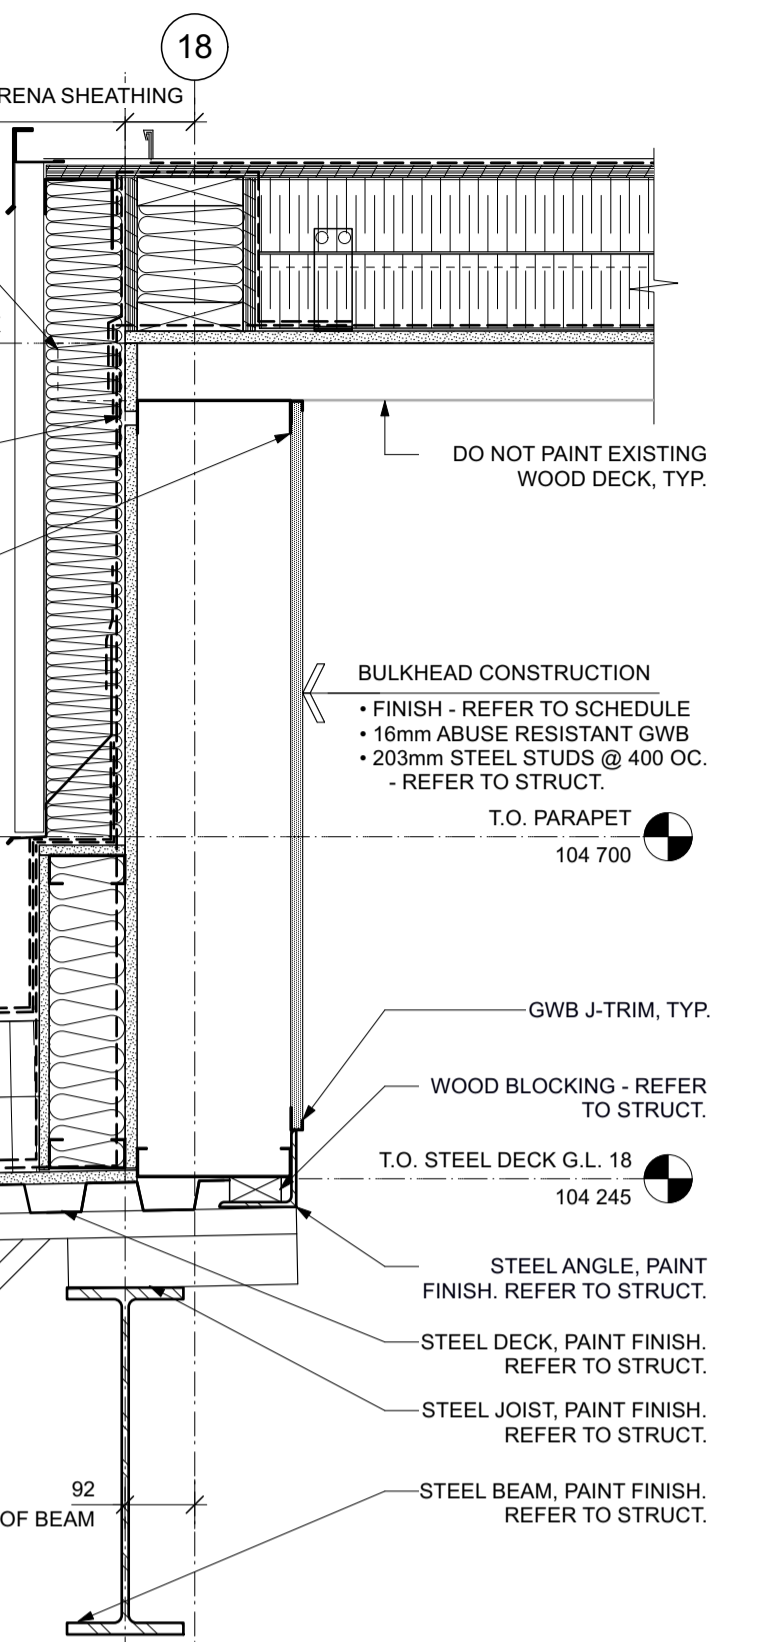 18
RENA SHEATHING
DO NOT PAINT EXISTING
WOOD DECK, TYP.
BULKHEAD CONSTRUCTION
• FINISH - REFER TO SCHEDULE
• 16mm ABUSE RESISTANT GWB
• 203mm STEEL STUDS @ 400 OC.
- REFER TO STRUCT.
T.O. PARAPET
104 700
GWB J-TRIM, TYP.
WOOD BLOCKING - REFER
TO STRUCT.
T.O. STEEL DECK G.L. 18
104 245
STEEL ANGLE, PAINT
FINISH. REFER TO STRUCT.
STEEL DECK, PAINT FINISH.
REFER TO STRUCT.
STEEL JOIST, PAINT FINISH.
REFER TO STRUCT.
92
OF BEAM
STEEL BEAM, PAINT FINISH.
REFER TO STRUCT.